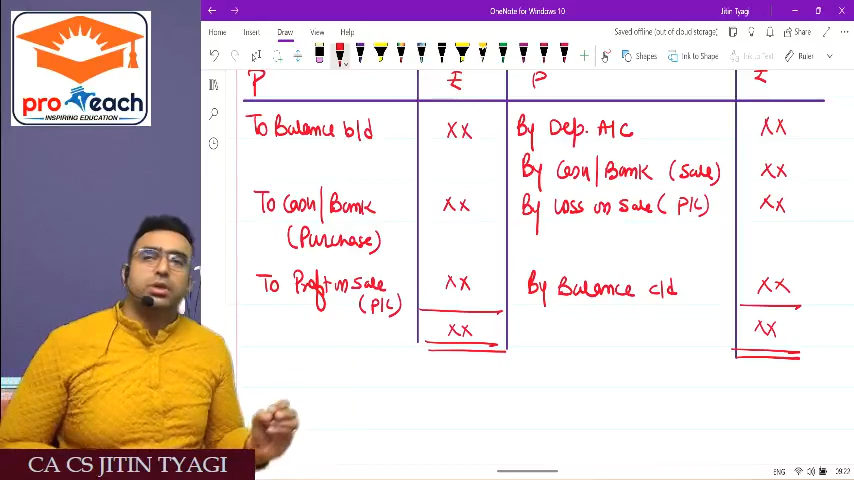 OneNote for Windows 10
Jitin Tyagi
Home Insert Draw View Help
Saved offline (out of cloud storage)
Share
Shapes
Ink to Shape
Ink to Text
Ruler
pro Teach
INSPIRING EDUCATION
P ₹ P ₹
To Balance b/d XX By Dep. A/C XX
By Cash/Bank (Sale) XX
To Cash/Bank XX By Loss on Sale (P/L) XX
(Purchase)
To Profit on Sale XX By Balance c/d XX
(P/L)
XX XX
CA CS JITIN TYAGI
ENG 09:22